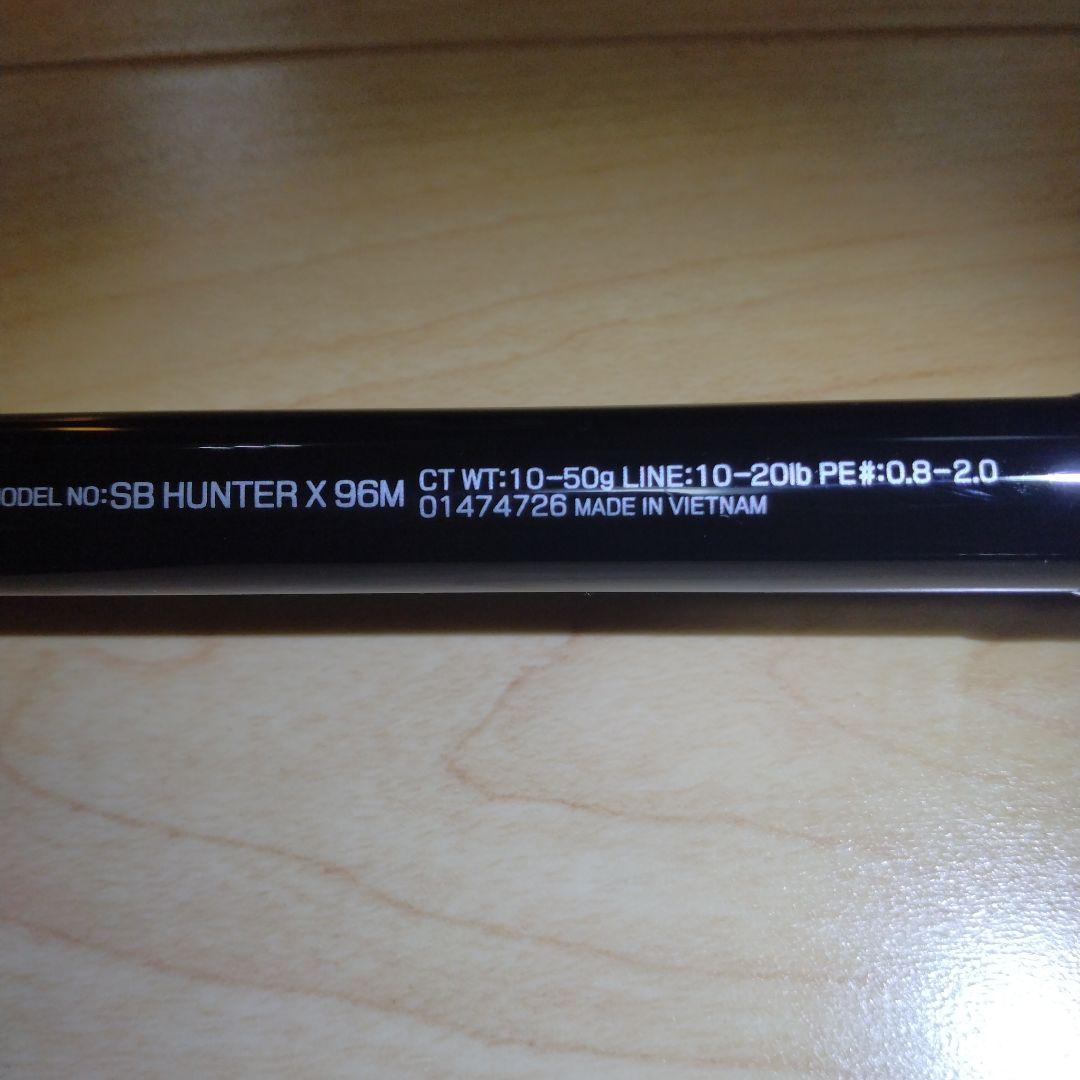 MODEL NO:SB HUNTER X 96M CT WT:10-50g LINE:10-20lb PE#:0.8-2.0
01474726 MADE IN VIETNAM